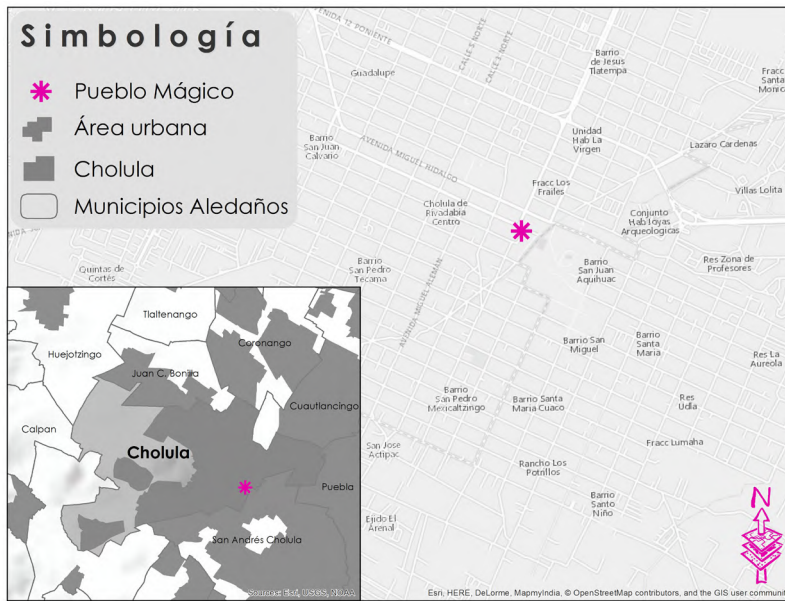 Simbología
Pueblo Mágico
Área urbana
Cholula
Municipios Aledaños
AVENIDA 12 PONIENTE
CALLE 5 NORTE
CALLE 3 NORTE
Barrio
de Jesus
Tlatempa
Guadalupe
Fracc
Santa
Monica
Unidad
Hab La
Virgen
Barrio
San Juan
Calvario
AVENIDA MIGUEL HIDALGO
Lazaro Cardenas
Fracc Los
Frailes
Villas Lolita
Cholula de
Rivadabia
Centro
Conjunto
Hab Joyas
Arqueologicas
Barrio
San Pedro
Tecama
Barrio
San Juan
Aquihuac
Res Zona de
Profesores
Quintas de
Cortés
AVENIDA MIGUEL ALEMÁN
Barrio San
Miguel
Barrio
Santa
Maria
Res La
Aureola
Barrio
San Pedro
Mexicaltzingo
Barrio Santa
Maria Cuaco
Res
Udla
San Jose
Actipac
Fracc Lumaha
Rancho Los
Potrillos
Barrio
Santo
Niño
Ejido El
Arenal
N
Tlaltenango
Huejotzingo
Coronango
Juan C. Bonilla
Cuautlancingo
Calpan
Cholula
Puebla
San Andrés Cholula
Sources: Esri, USGS, NOAA
Esri, HERE, DeLorme, MapmyIndia, © OpenStreetMap contributors, and the GIS user communit